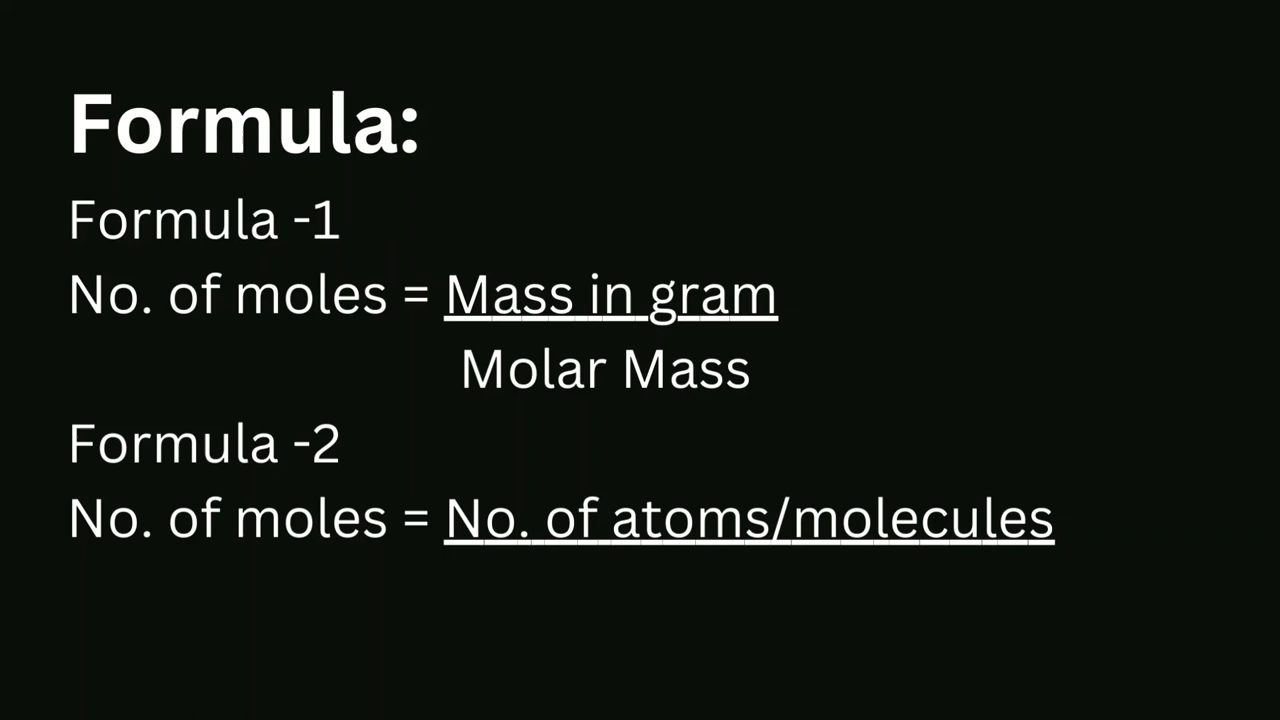 Formula:
Formula -1
No. of moles = Mass in gram
Molar Mass
Formula -2
No. of moles = No. of atoms/molecules